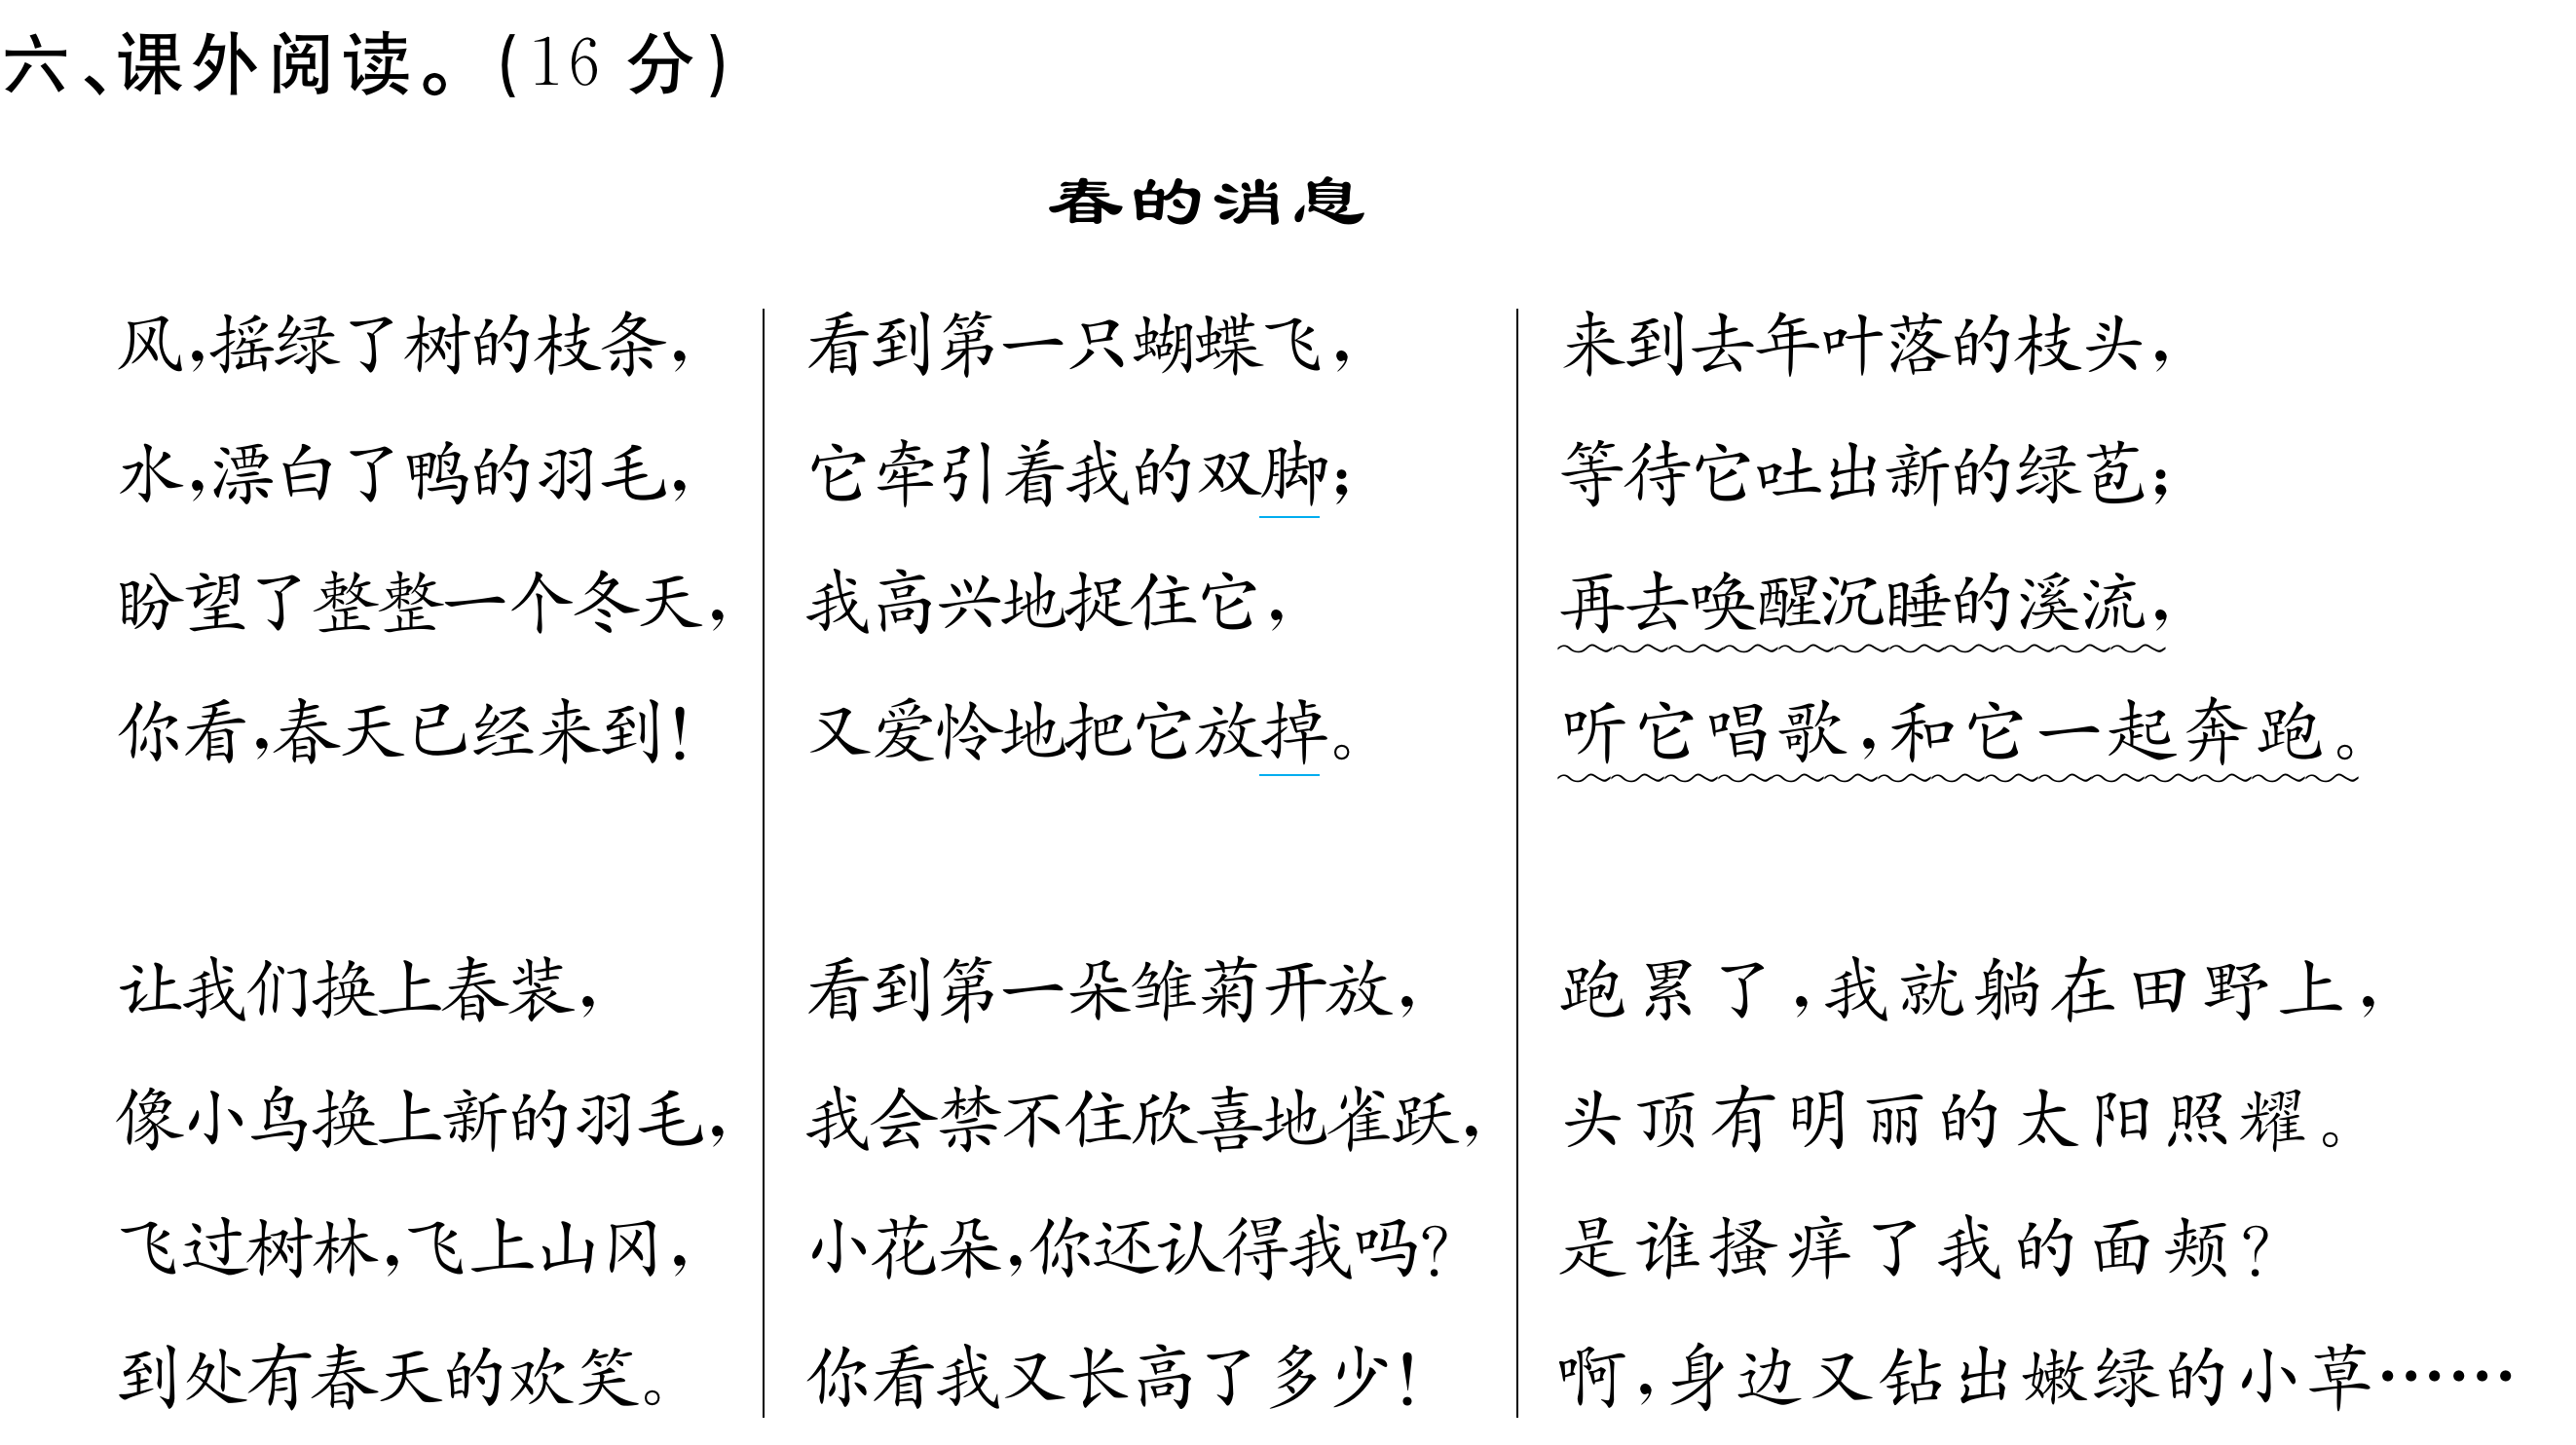 六、课外阅读。(16 分)
春的消息
风,摇绿了树的枝条,
水,漂白了鸭的羽毛,
盼望了整整一个冬天,
你看,春天已经来到!
让我们换上春装,
像小鸟换上新的羽毛,
飞过树林,飞上山冈,
到处有春天的欢笑。
看到第一只蝴蝶飞,
它牵引着我的双脚;
我高兴地捉住它,
又爱怜地把它放掉。
看到第一朵雏菊开放,
我会禁不住欣喜地雀跃,
小花朵,你还认得我吗?
你看我又长高了多少!
来到去年叶落的枝头,
等待它吐出新的绿苞;
再去唤醒沉睡的溪流,
听它唱歌,和它一起奔跑。
跑累了,我就躺在田野上,
头顶有明丽的太阳照耀。
是谁搔痒了我的面颊?
啊,身边又钻出嫩绿的小草……